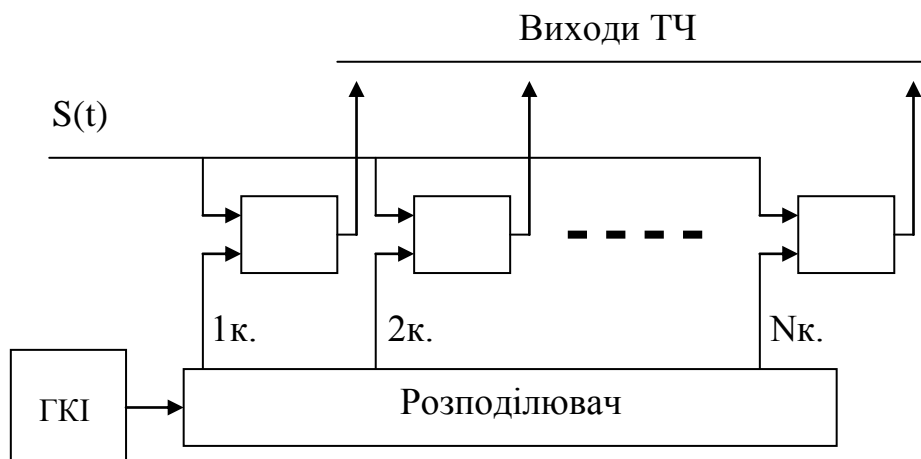 Виходи ТЧ
S(t)
1к.
2к.
Nк.
ГКІ
Розподілювач